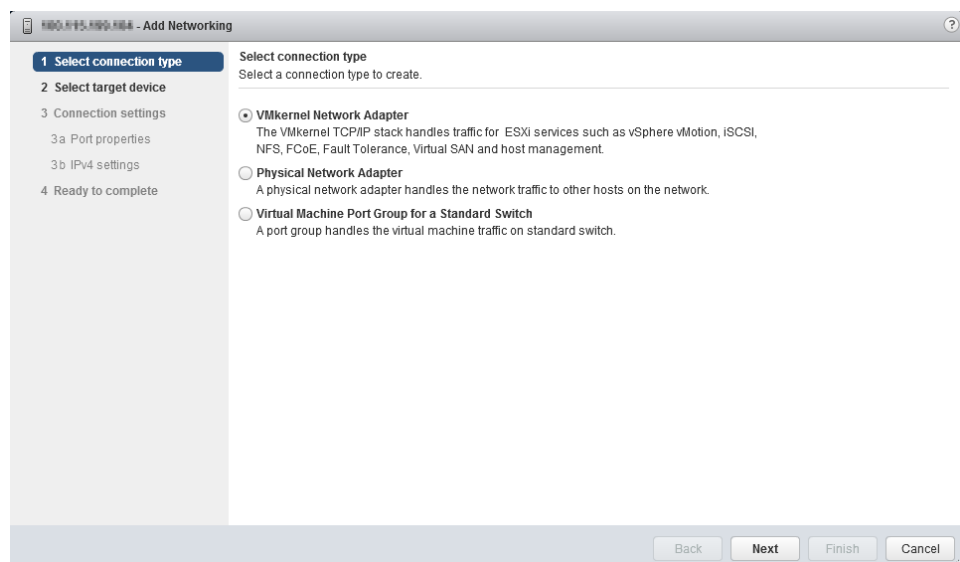 - Add Networking
?
1 Select connection type
2 Select target device
3 Connection settings
3a Port properties
3b IPv4 settings
4 Ready to complete
Select connection type
Select a connection type to create.
VMkernel Network Adapter
The VMkernel TCP/IP stack handles traffic for ESXi services such as vSphere vMotion, iSCSI,
NFS, FCoE, Fault Tolerance, Virtual SAN and host management.
Physical Network Adapter
A physical network adapter handles the network traffic to other hosts on the network.
Virtual Machine Port Group for a Standard Switch
A port group handles the virtual machine traffic on standard switch.
Back
Next
Finish
Cancel